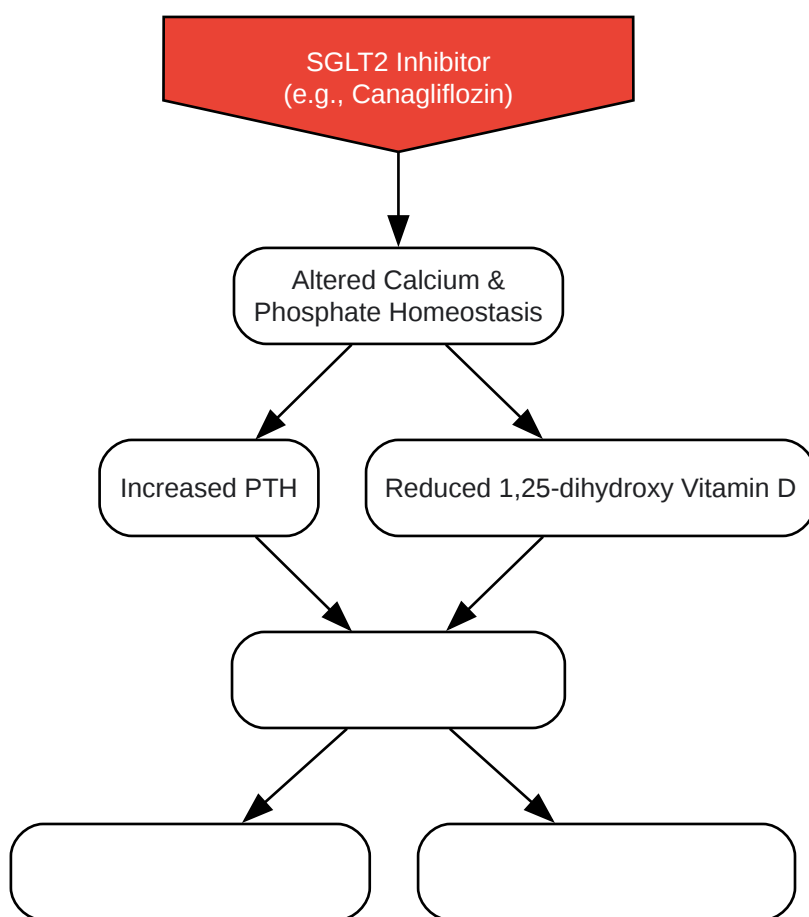 SGLT2 Inhibitor
(e.g., Canagliflozin)
Altered Calcium &
Phosphate Homeostasis
Increased PTH
Reduced 1,25-dihydroxy Vitamin D